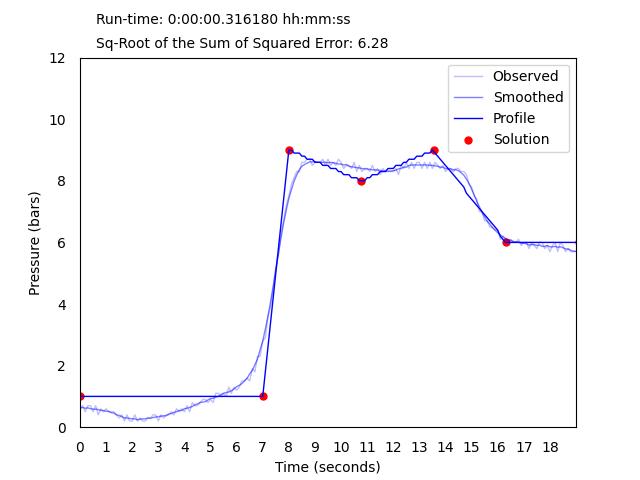 Run-time: 0:00:00.316180 hh:mm:ss
Sq-Root of the Sum of Squared Error: 6.28
12
10
8
6
4
2
0
Pressure (bars)
Observed
Smoothed
Profile
Solution
0 1 2 3 4 5 6 7 8 9 10 11 12 13 14 15 16 17 18
Time (seconds)